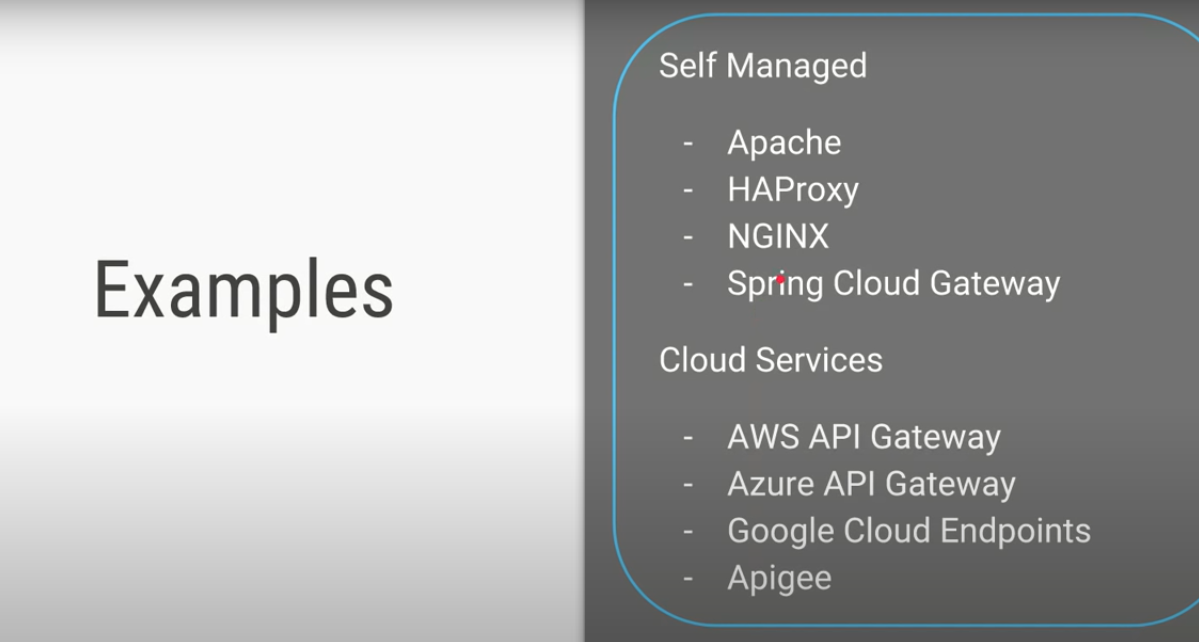 Examples
Self Managed
- Apache
- HAProxy
- NGINX
- Spring Cloud Gateway
Cloud Services
- AWS API Gateway
- Azure API Gateway
- Google Cloud Endpoints
- Apigee